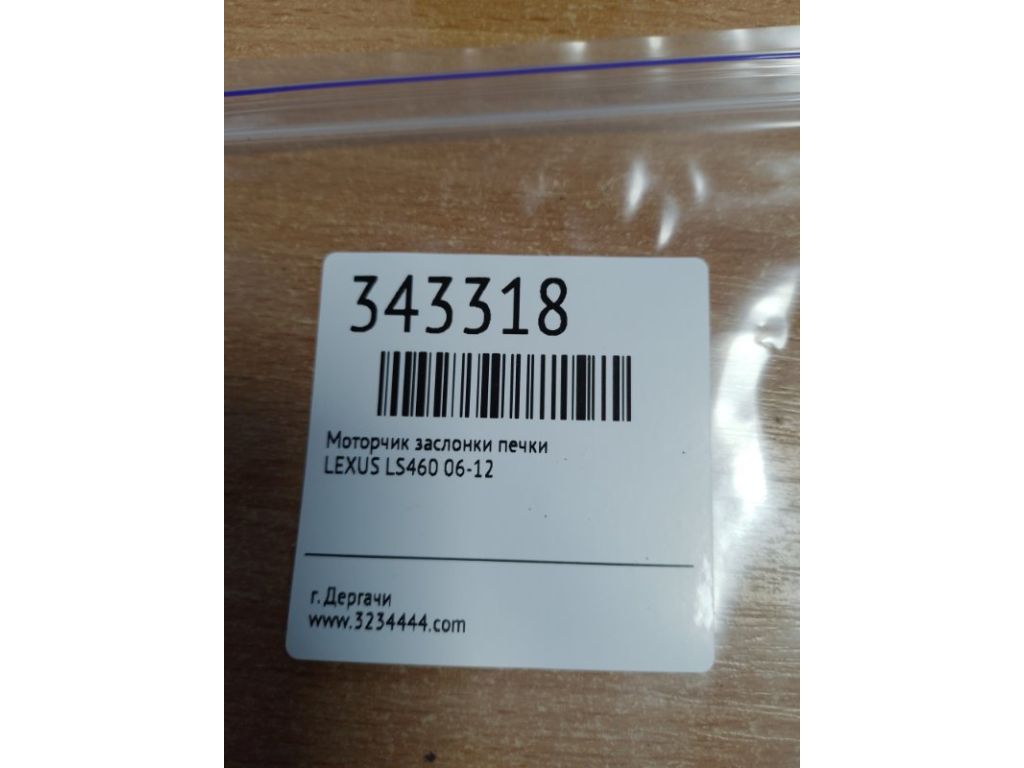 343318
Моторчик заслонки печки
LEXUS LS460 06-12
г. Дергачи
www.3234444.com